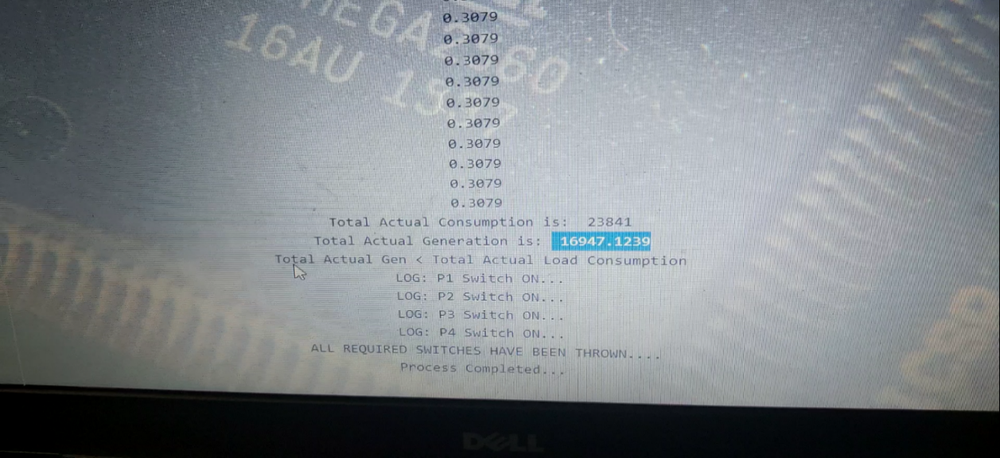 MEGA2560
16AU 13
0.3079
0.3079
0.3079
0.3079
0.3079
0.3079
0.3079
0.3079
0.3079
0.3079
Total Actual Consumption is: 23841
Total Actual Generation is: 16947.1239
Total Actual Gen < Total Actual Load Consumption
LOG: P1 Switch ON...
LOG: P2 Switch ON...
LOG: P3 Switch ON...
LOG: P4 Switch ON...
ALL REQUIRED SWITCHES HAVE BEEN THROWN....
Process Completed...
DELL